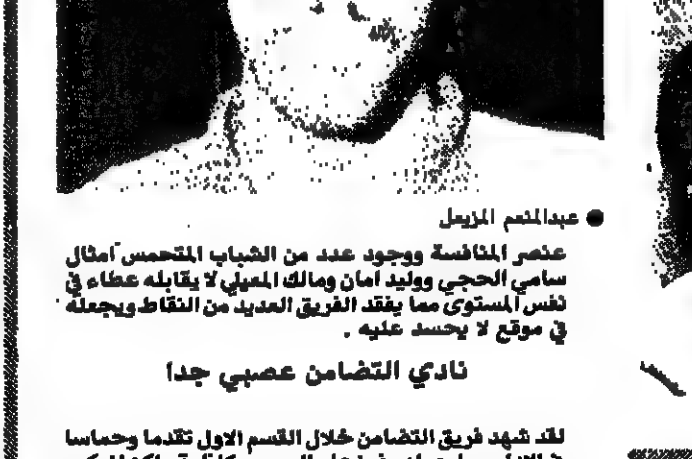 ● عبدالمنعم المزيعل
عنصر المنافسة ووجود عدد من الشباب المتحمس امثال
سامي الحجي ووليد امان ومالك المعيلي لا يقابله عطاء في
نفس المستوى مما يفقد الفريق العديد من النقاط ويجعله
في موقع لا يحسد عليه .
نادي التضامن عصبي جدا
لقد شهد فريق التضامن خلال القسم الاول تقدما وحماسا